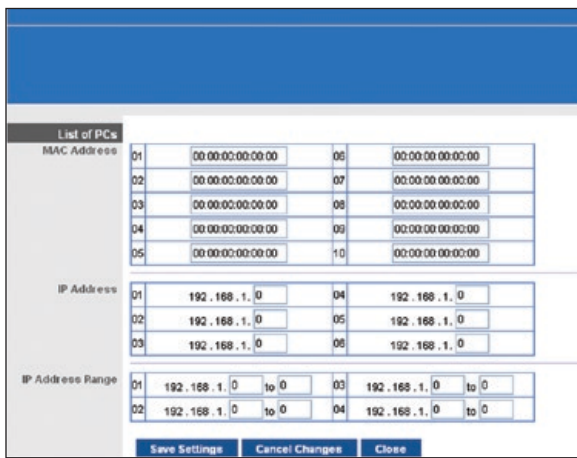 List of PCs
MAC Address
01 00:00:00:00:00:00 06 00:00:00:00:00:00
02 00:00:00:00:00:00 07 00:00:00:00:00:00
03 00:00:00:00:00:00 08 00:00:00:00:00:00
04 00:00:00:00:00:00 09 00:00:00:00:00:00
05 00:00:00:00:00:00 10 00:00:00:00:00:00
IP Address
01 192.168.1. 0 04 192.168.1. 0
02 192.168.1. 0 05 192.168.1. 0
03 192.168.1. 0 06 192.168.1. 0
IP Address Range
01 192.168.1. 0 to 0 03 192.168.1. 0 to 0
02 192.168.1. 0 to 0 04 192.168.1. 0 to 0
Save Settings Cancel Changes Close